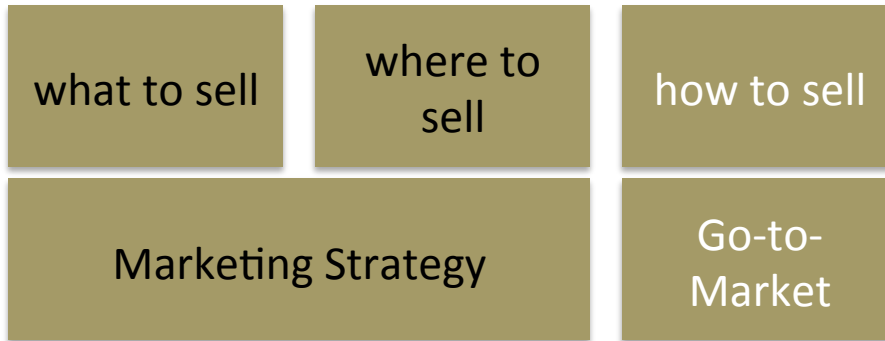 what to sell
where to
sell
how to sell
Marketing Strategy
Go-to-
Market